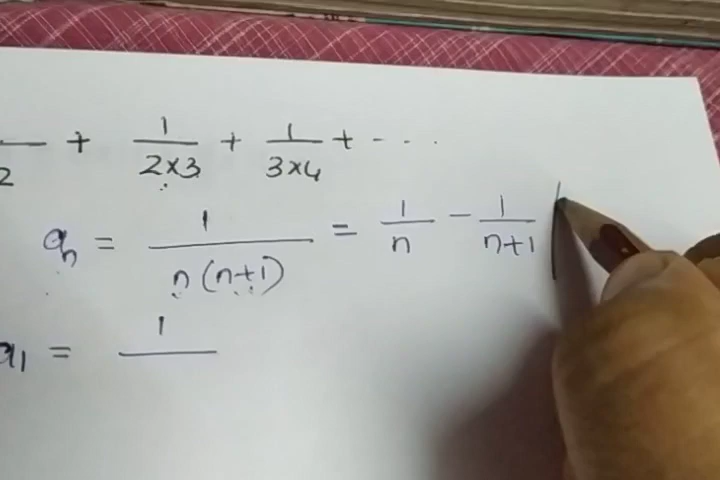 2 + 1/2×3 + 1/3×4 + - - -
aₙ = 1/n(n+1) = 1/n - 1/n+1
a₁ = 1/